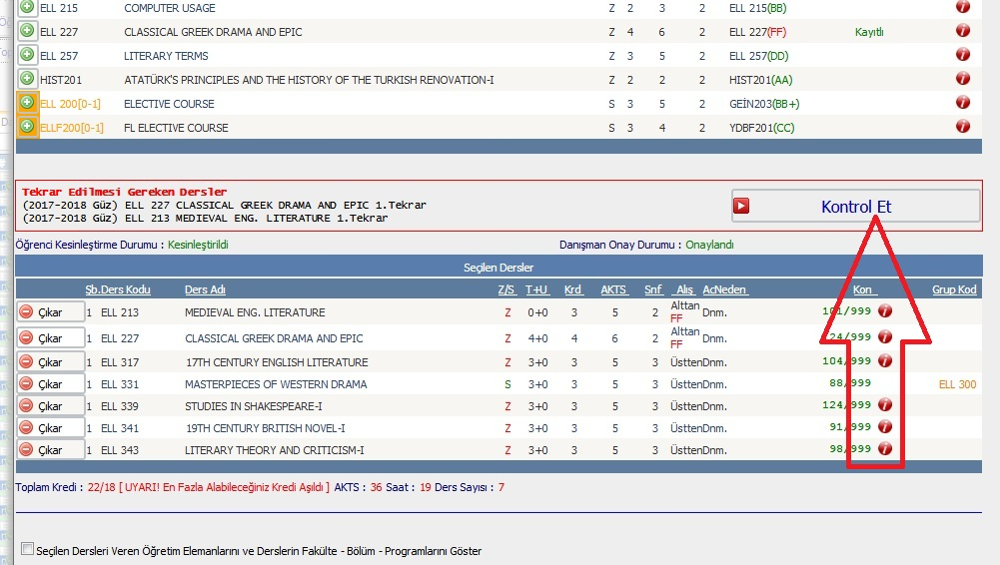 ELL 215 COMPUTER USAGE Z 2 3 2 ELL 215(BB)
ELL 227 CLASSICAL GREEK DRAMA AND EPIC Z 4 6 2 ELL 227(FF) Kayıtlı
ELL 257 LITERARY TERMS Z 3 5 2 ELL 257(DD)
HIST201 ATATÜRK'S PRINCIPLES AND THE HISTORY OF THE TURKISH RENOVATION-I Z 2 2 2 HIST201(AA)
ELL 200[0-1] ELECTIVE COURSE S 3 5 2 GEİN203(BB+)
ELLF200[0-1] FL ELECTIVE COURSE S 3 4 2 YDBF201(CC)
Tekrar Edilmesi Gereken Dersler
(2017-2018 Güz) ELL 227 CLASSICAL GREEK DRAMA AND EPIC 1.Tekrar
(2017-2018 Güz) ELL 213 MEDIEVAL ENG. LITERATURE 1.Tekrar
Kontrol Et
Öğrenci Kesinleştirme Durumu : Kesinleştirildi Danışman Onay Durumu : Onaylandı
Seçilen Dersler
Şb.Ders Kodu Ders Adı Z/S T+U Krd AKTS Snf Alış AcNeden Kon Grup Kod
Çıkar 1 ELL 213 MEDIEVAL ENG. LITERATURE Z 0+0 3 5 2 Alttan FF Dnm. 101/999
Çıkar 1 ELL 227 CLASSICAL GREEK DRAMA AND EPIC Z 4+0 4 6 2 Alttan FF Dnm. 24/999
Çıkar 1 ELL 317 17TH CENTURY ENGLISH LITERATURE Z 3+0 3 5 3 ÜsttenDnm. 104/999
Çıkar 1 ELL 331 MASTERPIECES OF WESTERN DRAMA S 3+0 3 5 3 ÜsttenDnm. 88/999 ELL 300
Çıkar 1 ELL 339 STUDIES IN SHAKESPEARE-I Z 3+0 3 5 3 ÜsttenDnm. 124/999
Çıkar 1 ELL 341 19TH CENTURY BRITISH NOVEL-I Z 3+0 3 5 3 ÜsttenDnm. 91/999
Çıkar 1 ELL 343 LITERARY THEORY AND CRITICISM-I Z 3+0 3 5 3 ÜsttenDnm. 98/999
Toplam Kredi : 22/18 [ UYARI! En Fazla Alabileceğiniz Kredi Aşıldı ] AKTS : 36 Saat : 19 Ders Sayısı : 7
Seçilen Dersleri Veren Öğretim Elemanlarını ve Derslerin Fakülte - Bölüm - Programlarını Göster